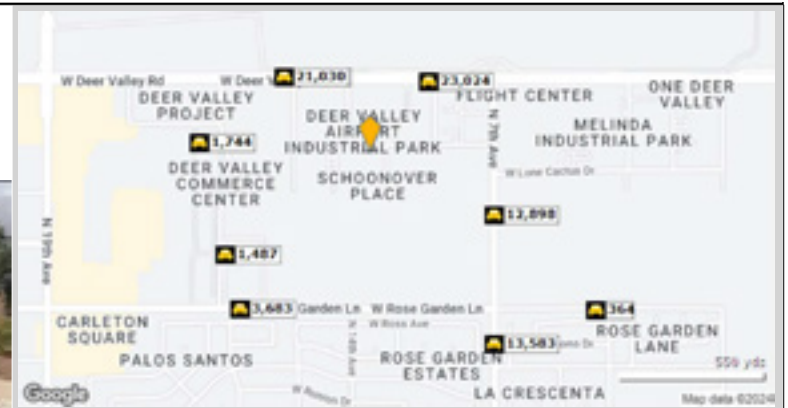 W Deer Valley Rd
W Deer V
21,030
23,024
DEER VALLEY
PROJECT
FLIGHT CENTER
ONE DEER
VALLEY
DEER VALLEY
AIRPORT
INDUSTRIAL PARK
N 7th Ave
MELINDA
INDUSTRIAL PARK
1,744
DEER VALLEY
COMMERCE
CENTER
SCHOONOVER
PLACE
W Lone Cactus Dr
N 19th Ave
12,898
1,487
3,683
Garden Ln
W Rose Garden Ln
364
CARLETON
SQUARE
W Ross Ave
ROSE GARDEN
LANE
13,583
PALOS SANTOS
ROSE GARDEN
ESTATES
LA CRESCENTA
Google
Map data ©2024